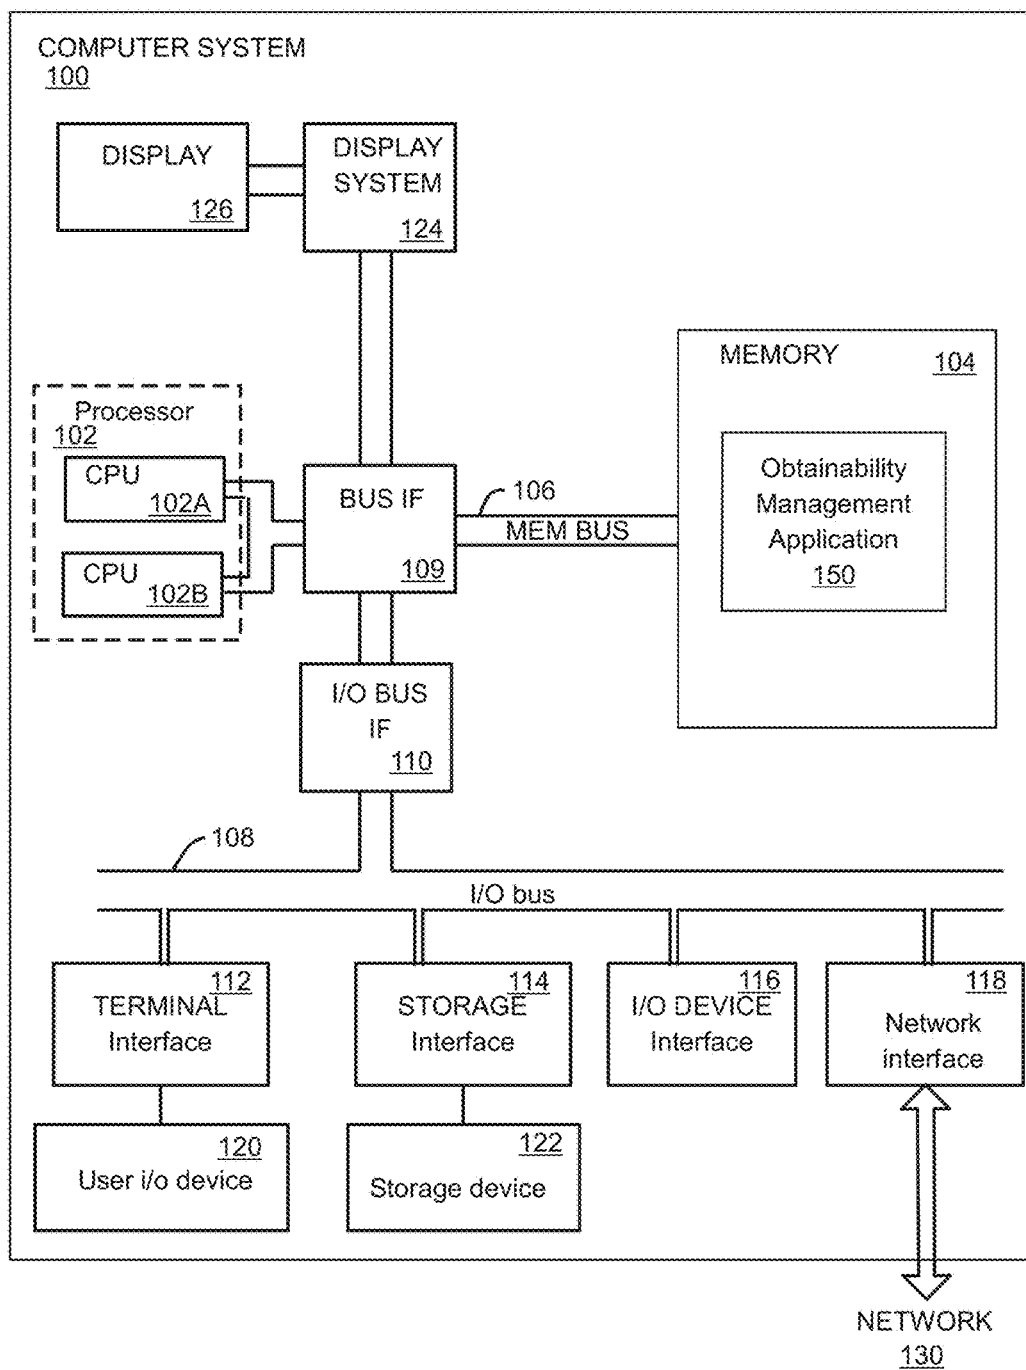 COMPUTER SYSTEM
100
DISPLAY
126
DISPLAY
SYSTEM
124
MEMORY
104
Obtainability
Management
Application
150
Processor
102
CPU
102A
CPU
102B
BUS IF
109
106
MEM BUS
I/O BUS
IF
110
108
I/O bus
112
TERMINAL
Interface
114
STORAGE
Interface
116
I/O DEVICE
Interface
118
Network
interface
120
User i/o device
122
Storage device
NETWORK
130